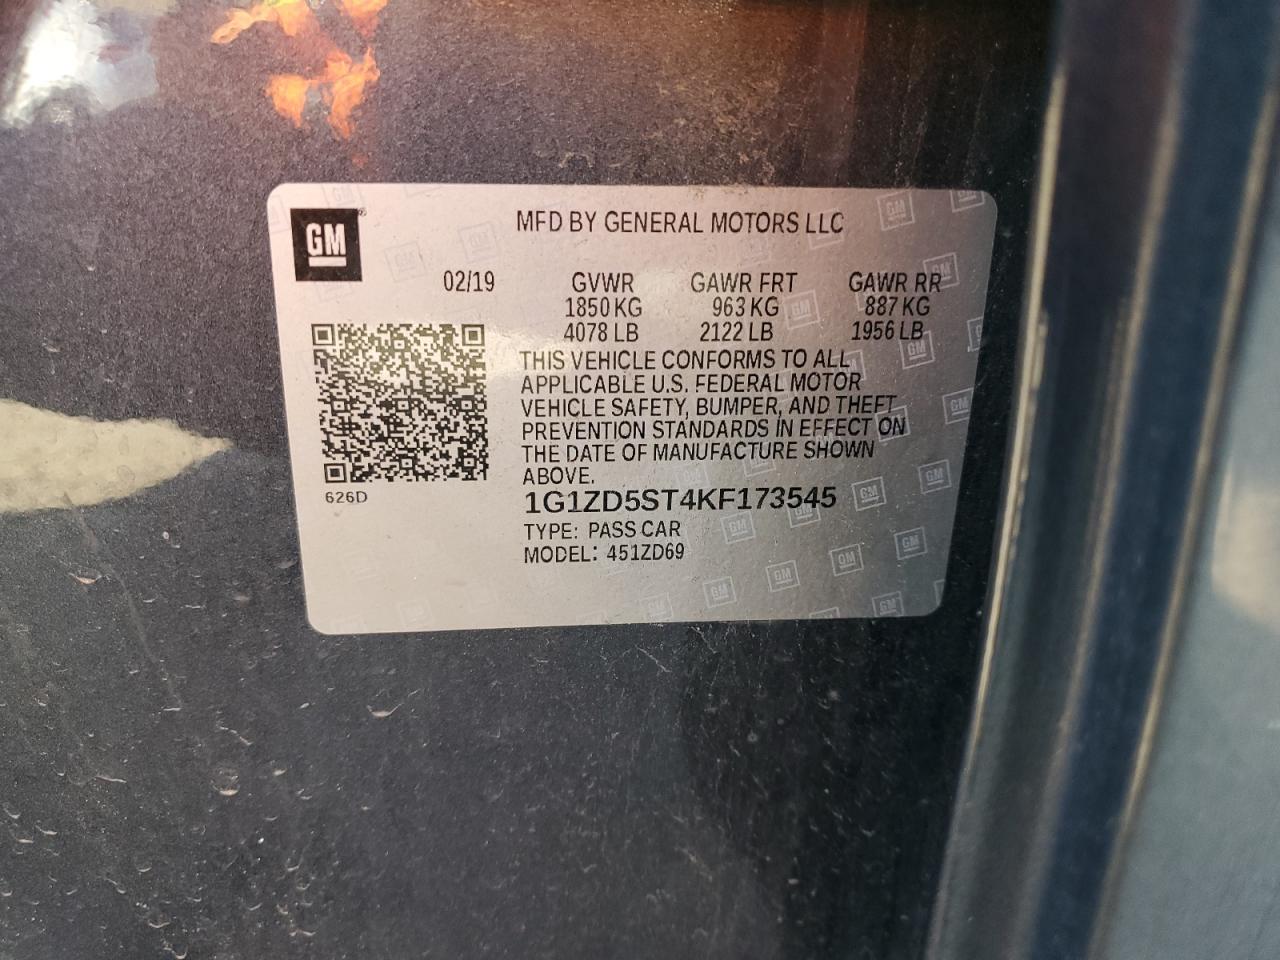 GM
MFD BY GENERAL MOTORS LLC
02/19 GVWR GAWR FRT GAWR RR
1850 KG 963 KG 887 KG
4078 LB 2122 LB 1956 LB
THIS VEHICLE CONFORMS TO ALL
APPLICABLE U.S. FEDERAL MOTOR
VEHICLE SAFETY, BUMPER, AND THEFT
PREVENTION STANDARDS IN EFFECT ON
THE DATE OF MANUFACTURE SHOWN
ABOVE.
626D
1G1ZD5ST4KF173545
TYPE: PASS CAR
MODEL: 451ZD69